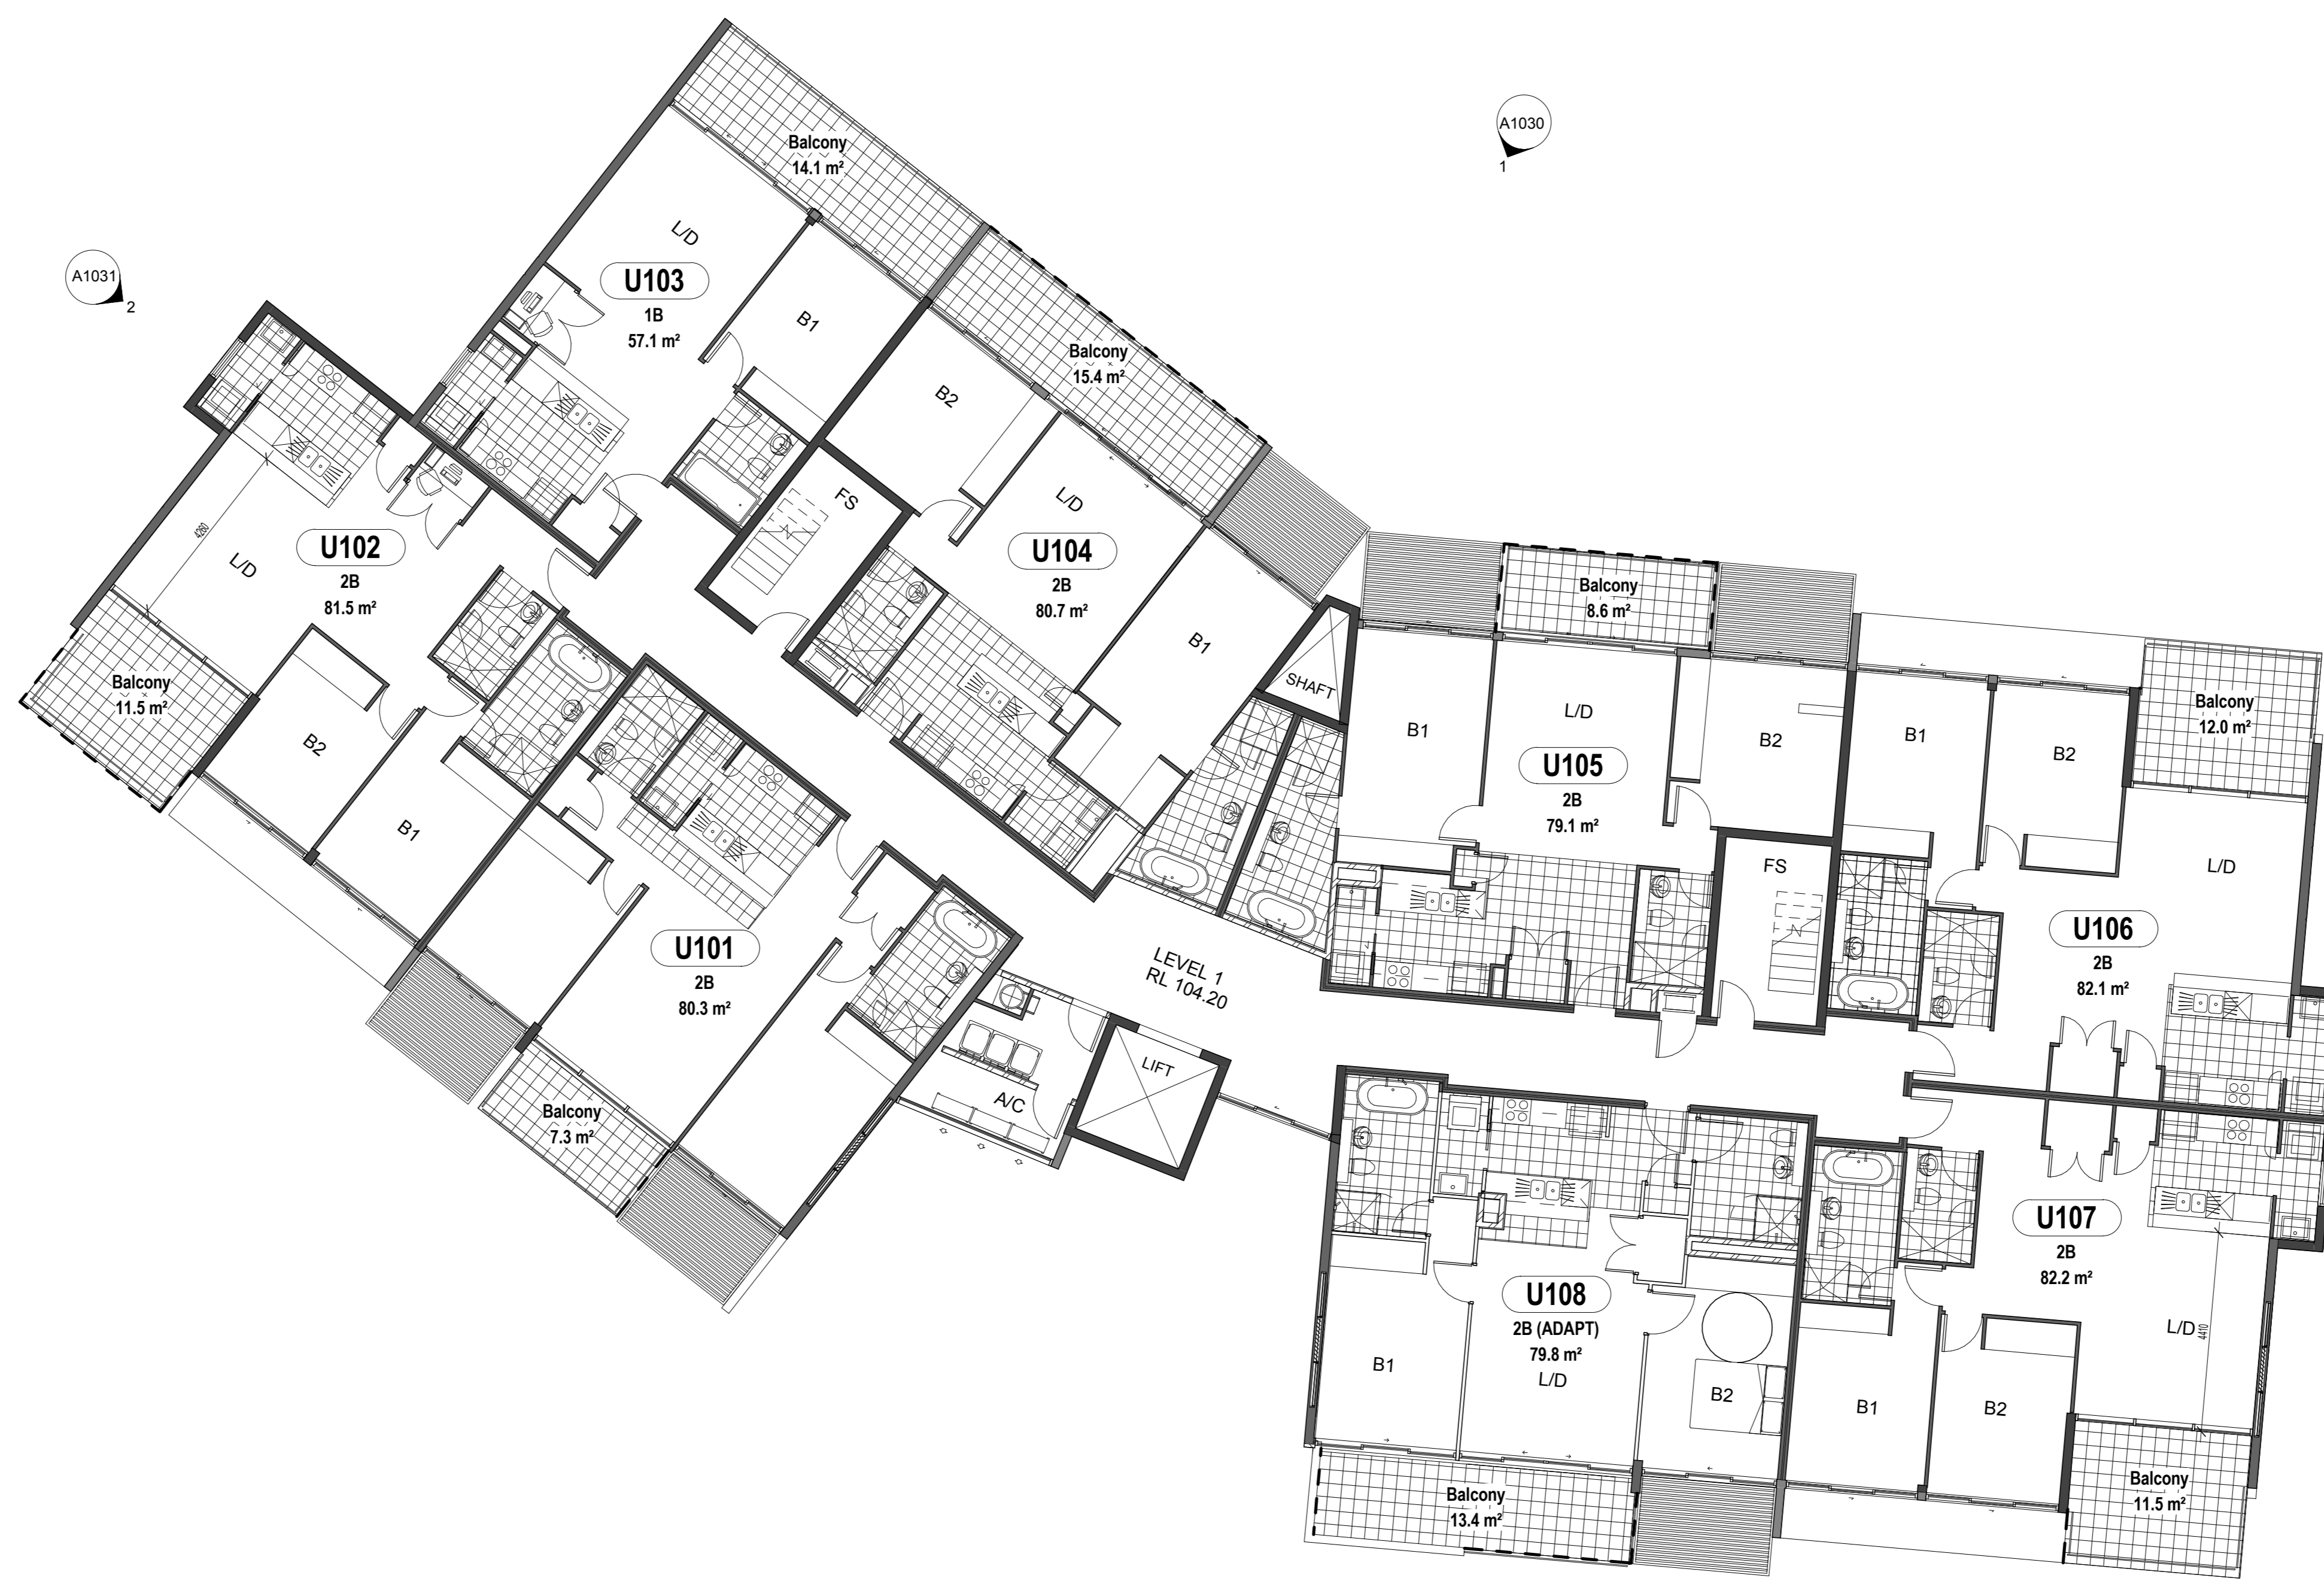 A1030
1
A1031
2
Balcony
14.1 m²
L/D
U103
1B
57.1 m²
B1
Balcony
15.4 m²
B2
L/D
FS
U104
2B
80.7 m²
B1
SHAFT
4260
L/D
U102
2B
81.5 m²
Balcony
11.5 m²
B2
B1
U101
2B
80.3 m²
Balcony
7.3 m²
A/C
LIFT
LEVEL 1
RL 104.20
Balcony
8.6 m²
B1
L/D
B2
U105
2B
79.1 m²
FS
B1
B2
Balcony
12.0 m²
L/D
U106
2B
82.1 m²
U107
2B
82.2 m²
L/D
4410
B1
B2
Balcony
11.5 m²
U108
2B (ADAPT)
79.8 m²
L/D
B1
B2
Balcony
13.4 m²